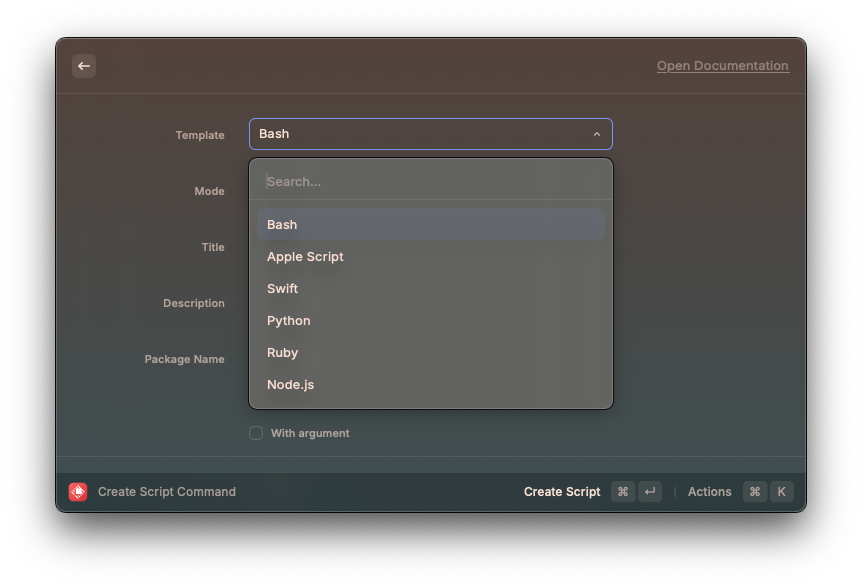 Open Documentation
Template
Bash
Search...
Mode
Bash
Title
Apple Script
Swift
Description
Python
Package Name
Ruby
Node.js
With argument
Create Script Command
Create Script ⌘ ↵ | Actions ⌘ K